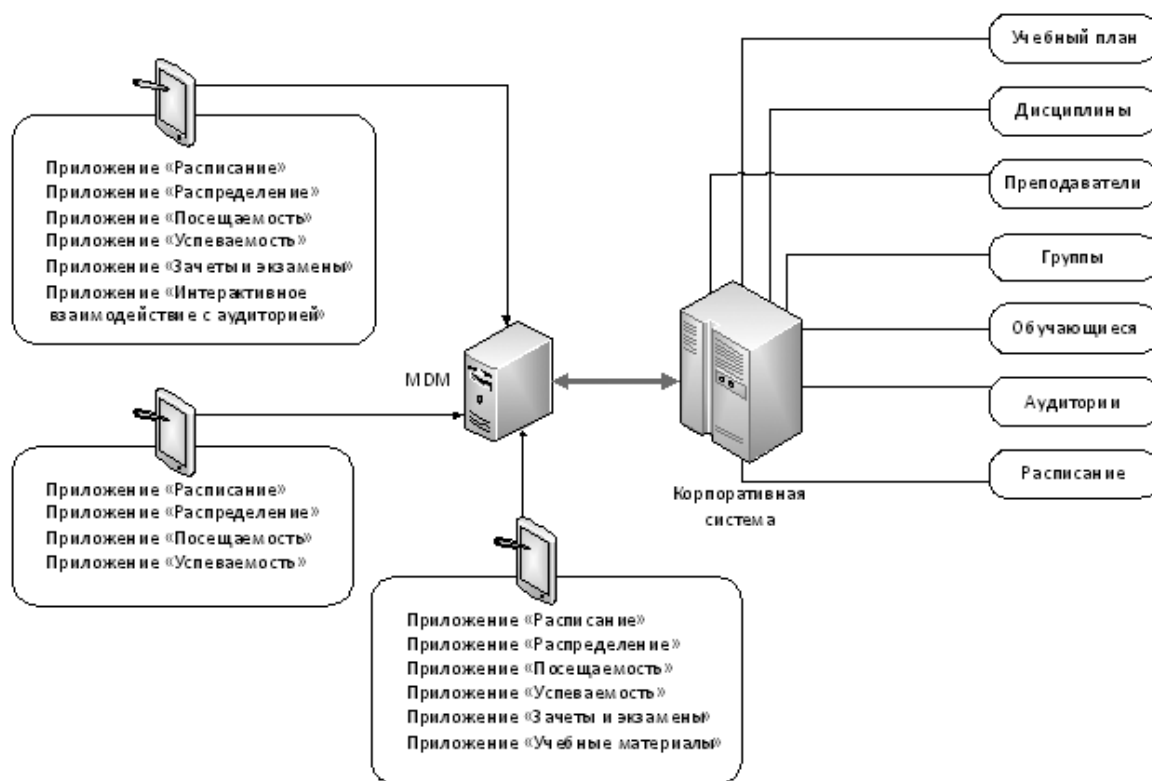 Приложение «Расписание»
Приложение «Распределение»
Приложение «Посещаемость»
Приложение «Успеваемость»
Приложение «Зачеты и экзамены»
Приложение «Интерактивное
взаимодействие с аудиторией»
Приложение «Расписание»
Приложение «Распределение»
Приложение «Посещаемость»
Приложение «Успеваемость»
Приложение «Расписание»
Приложение «Распределение»
Приложение «Посещаемость»
Приложение «Успеваемость»
Приложение «Зачеты и экзамены»
Приложение «Учебные материалы»
MDM
Корпоративная
система
Учебный план
Дисциплины
Преподаватели
Группы
Обучающиеся
Аудитории
Расписание